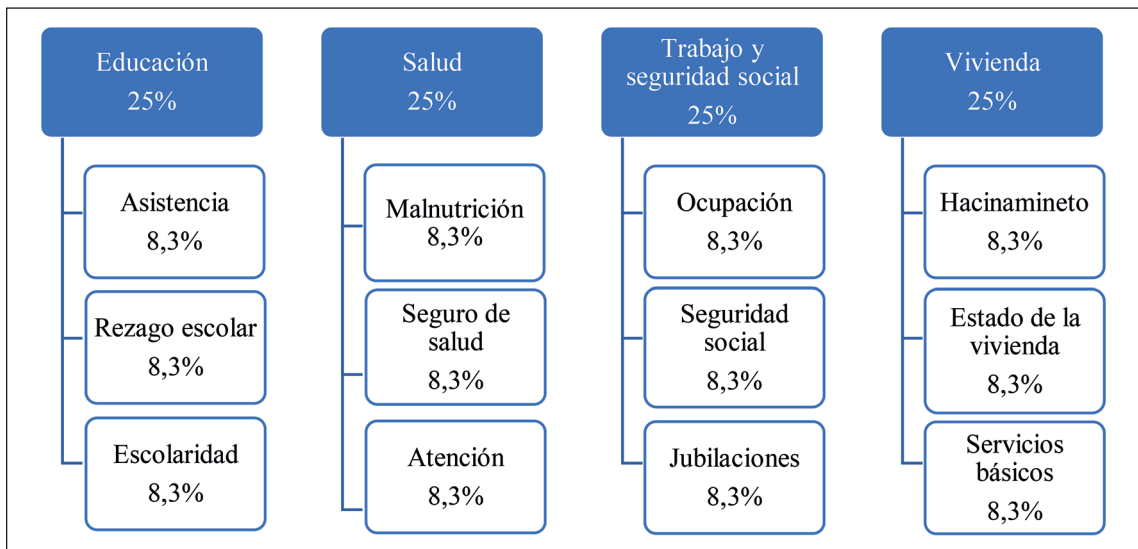 Educación
25%
Asistencia
8,3%
Rezago escolar
8,3%
Escolaridad
8,3%
Salud
25%
Malnutrición
8,3%
Seguro de
salud
8,3%
Atención
8,3%
Trabajo y
seguridad social
25%
Ocupación
8,3%
Seguridad
social
8,3%
Jubilaciones
8,3%
Vivienda
25%
Hacinamineto
8,3%
Estado de la
vivienda
8,3%
Servicios
básicos
8,3%